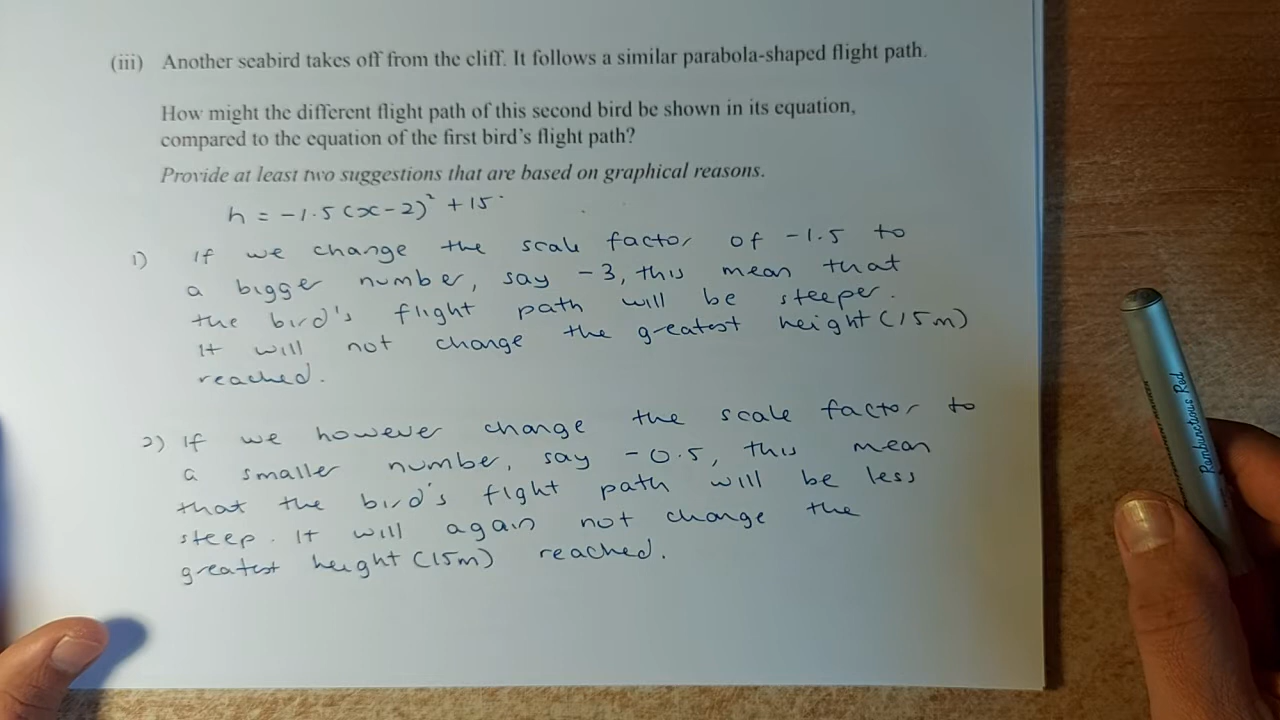 (iii) Another seabird takes off from the cliff. It follows a similar parabola-shaped flight path.
How might the different flight path of this second bird be shown in its equation,
compared to the equation of the first bird's flight path?
Provide at least two suggestions that are based on graphical reasons.
h = -1.5(x-2)² + 15
1) If we change the scale factor of -1.5 to
a bigger number, say -3, this mean that
the bird's flight path will be steeper.
It will not change the greatest height (15m)
reached.
2) If we however change the scale factor to
a smaller number, say -0.5, this mean
that the bird's fight path will be less
steep. It will again not change the
greatest height (15m) reached.
Rambunctious Red